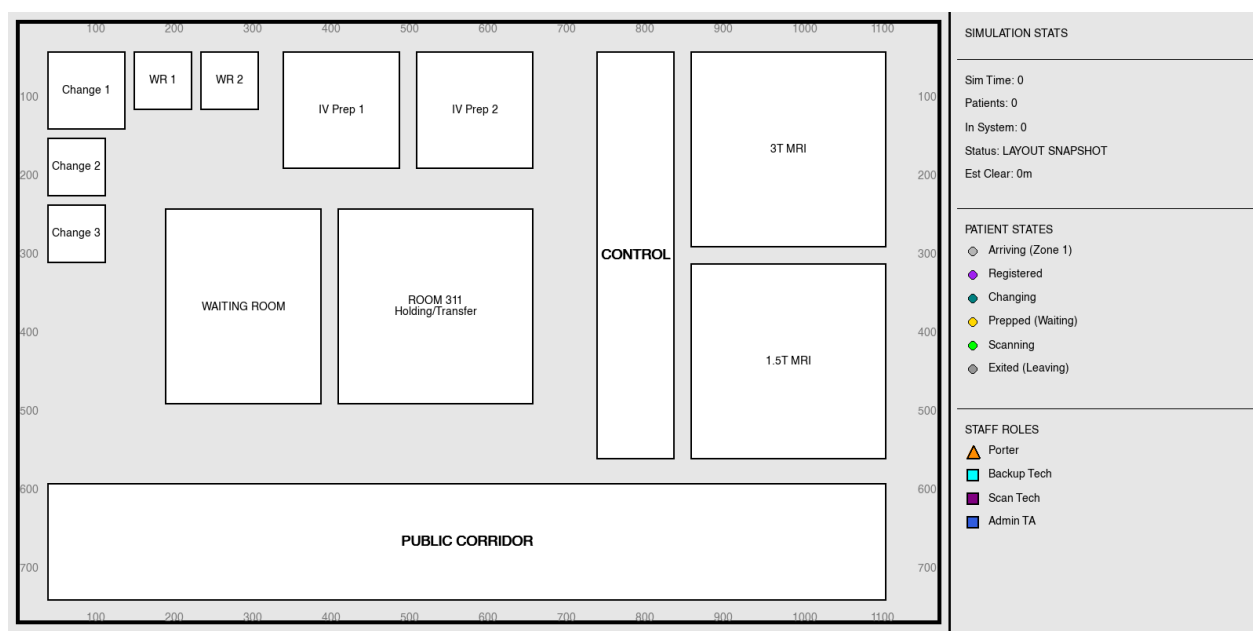 100 200 300 400 500 600 700 800 900 1000 1100
Change 1
WR 1
WR 2
IV Prep 1
IV Prep 2
3T MRI
100
100
Change 2
200
200
Change 3
300
300
CONTROL
WAITING ROOM
ROOM 311
Holding/Transfer
400
400
1.5T MRI
500
500
600
600
PUBLIC CORRIDOR
700
700
100 200 300 400 500 600 700 800 900 1000 1100
SIMULATION STATS
Sim Time: 0
Patients: 0
In System: 0
Status: LAYOUT SNAPSHOT
Est Clear: 0m
PATIENT STATES
Arriving (Zone 1)
Registered
Changing
Prepped (Waiting)
Scanning
Exited (Leaving)
STAFF ROLES
Porter
Backup Tech
Scan Tech
Admin TA